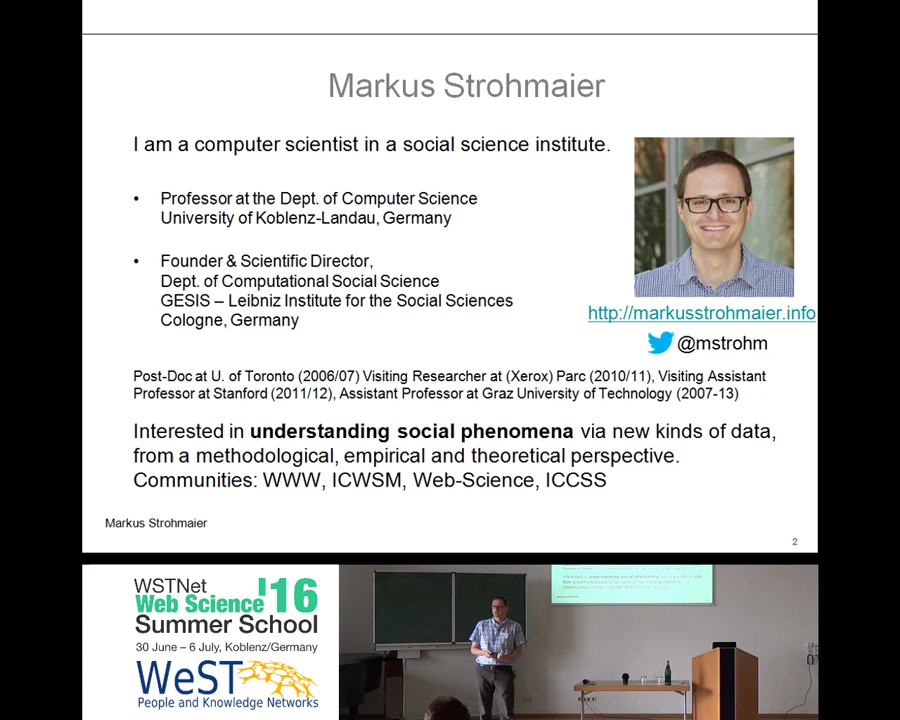 Markus Strohmaier
I am a computer scientist in a social science institute.
• Professor at the Dept. of Computer Science
University of Koblenz-Landau, Germany
• Founder & Scientific Director,
Dept. of Computational Social Science
GESIS – Leibniz Institute for the Social Sciences
Cologne, Germany
http://markusstrohmaier.info
@mstrohm
Post-Doc at U. of Toronto (2006/07) Visiting Researcher at (Xerox) Parc (2010/11), Visiting Assistant
Professor at Stanford (2011/12), Assistant Professor at Graz University of Technology (2007-13)
Interested in understanding social phenomena via new kinds of data,
from a methodological, empirical and theoretical perspective.
Communities: WWW, ICWSM, Web-Science, ICCSS
Markus Strohmaier
2
WSTNet
Web Science '16
Summer School
30 June – 6 July, Koblenz/Germany
WeST
People and Knowledge Networks